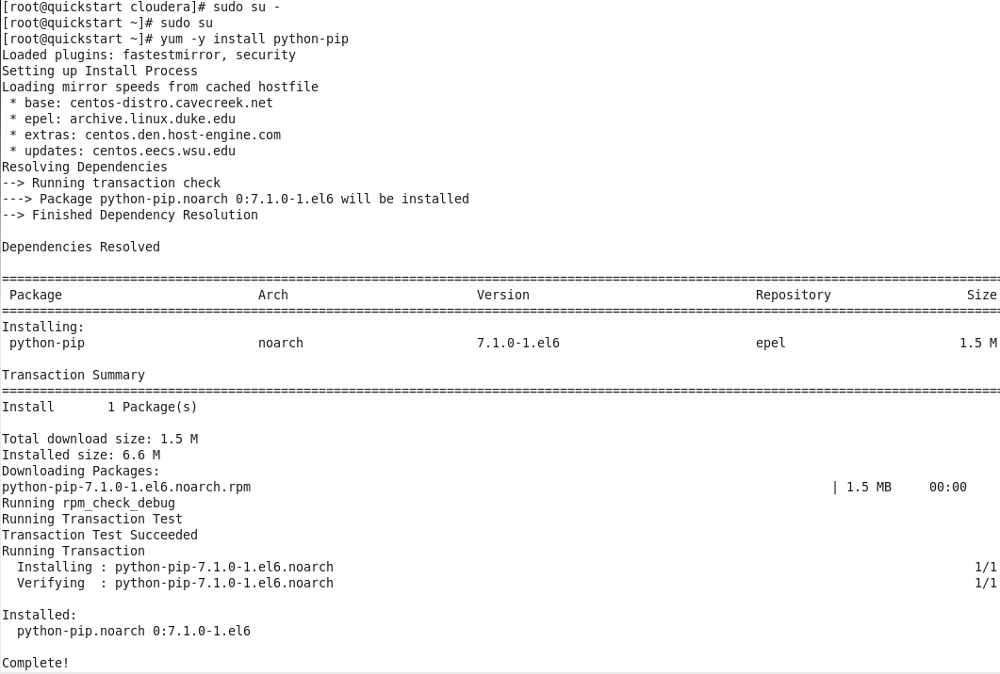 [root@quickstart cloudera]# sudo su -
[root@quickstart ~]# sudo su
[root@quickstart ~]# yum -y install python-pip
Loaded plugins: fastestmirror, security
Setting up Install Process
Loading mirror speeds from cached hostfile
 * base: centos-distro.cavecreek.net
 * epel: archive.linux.duke.edu
 * extras: centos.den.host-engine.com
 * updates: centos.eecs.wsu.edu
Resolving Dependencies
--> Running transaction check
---> Package python-pip.noarch 0:7.1.0-1.el6 will be installed
--> Finished Dependency Resolution

Dependencies Resolved

====================================================================================================================================
 Package                          Arch                         Version                              Repository                  Size
====================================================================================================================================
Installing:
 python-pip                       noarch                       7.1.0-1.el6                          epel                       1.5 M

Transaction Summary
====================================================================================================================================
Install       1 Package(s)

Total download size: 1.5 M
Installed size: 6.6 M
Downloading Packages:
python-pip-7.1.0-1.el6.noarch.rpm                                                                             | 1.5 MB     00:00
Running rpm_check_debug
Running Transaction Test
Transaction Test Succeeded
Running Transaction
  Installing : python-pip-7.1.0-1.el6.noarch                                                                                     1/1
  Verifying  : python-pip-7.1.0-1.el6.noarch                                                                                     1/1

Installed:
  python-pip.noarch 0:7.1.0-1.el6

Complete!